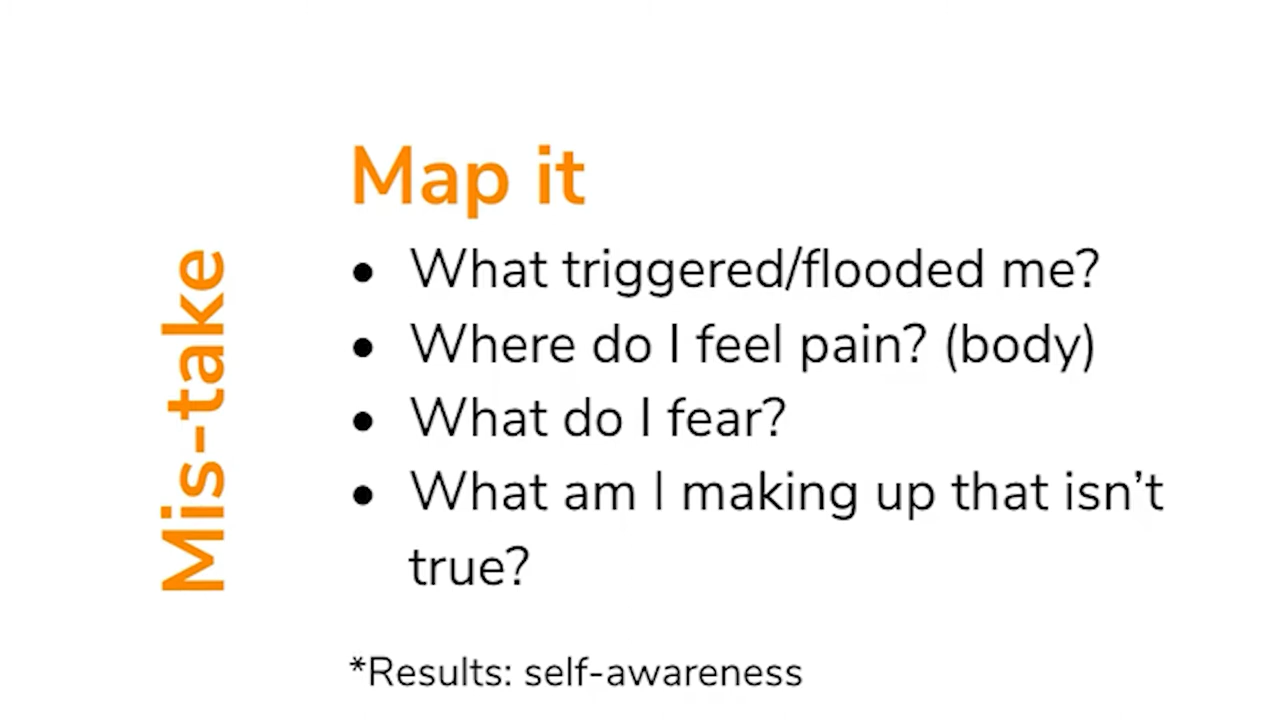 Mis-take
Map it
• What triggered/flooded me?
• Where do I feel pain? (body)
• What do I fear?
• What am I making up that isn’t
true?
*Results: self-awareness